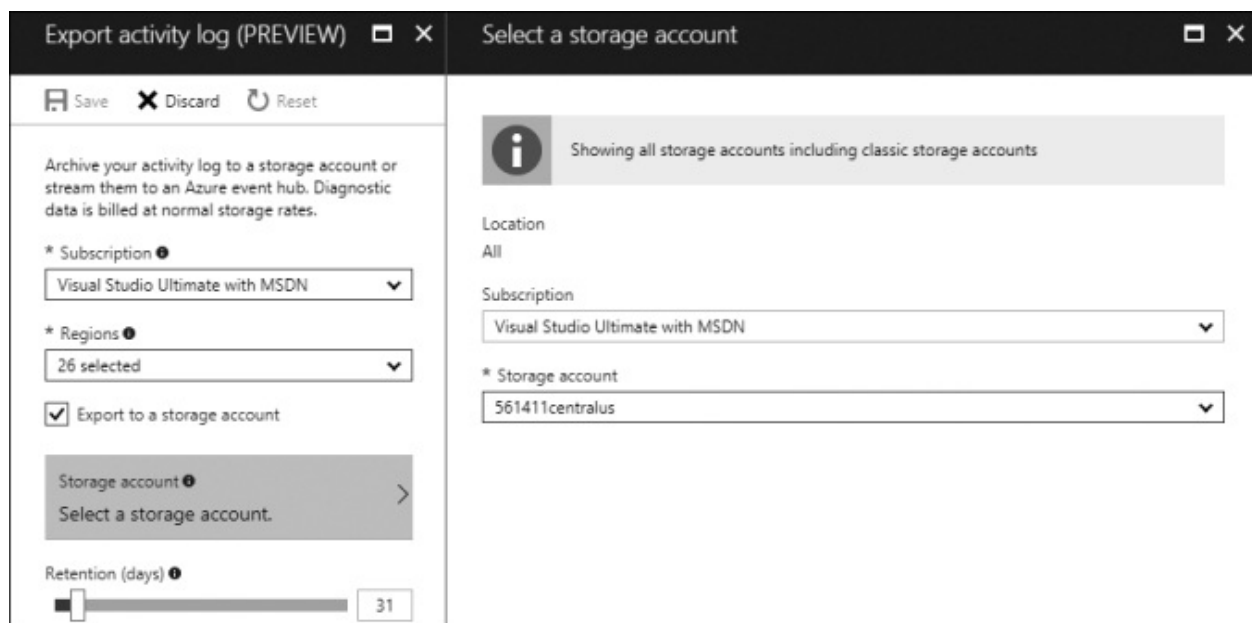 Export activity log (PREVIEW)
Save Discard Reset
Archive your activity log to a storage account or
stream them to an Azure event hub. Diagnostic
data is billed at normal storage rates.
* Subscription
Visual Studio Ultimate with MSDN
* Regions
26 selected
Export to a storage account
Storage account
Select a storage account.
Retention (days)
31
Select a storage account
Showing all storage accounts including classic storage accounts
Location
All
Subscription
Visual Studio Ultimate with MSDN
* Storage account
561411centralus